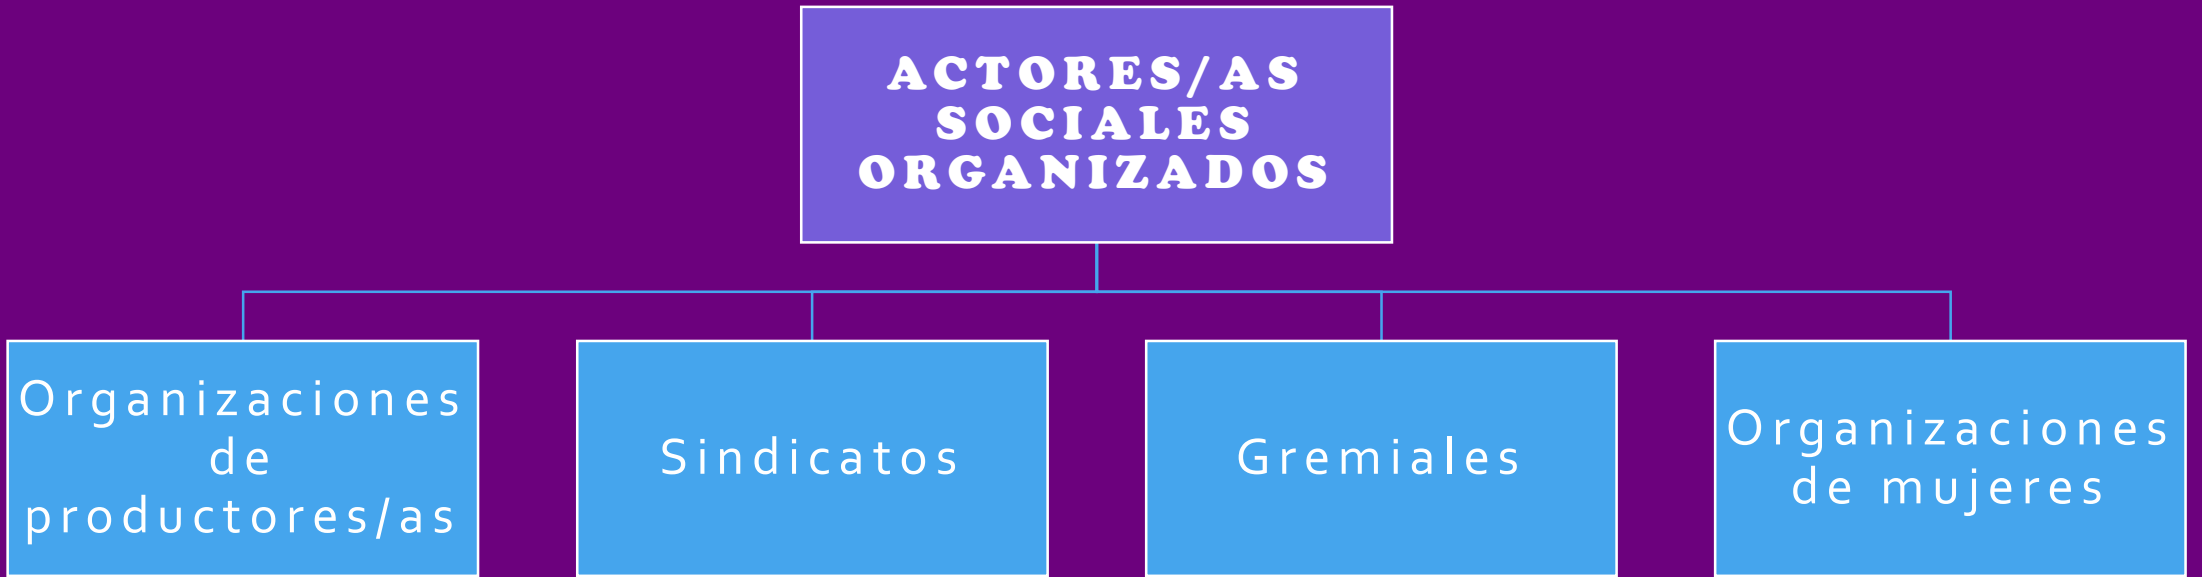 ACTORES/AS
SOCIALES
ORGANIZADOS
Organizaciones
de
productores/as
Sindicatos
Gremiales
Organizaciones
de mujeres